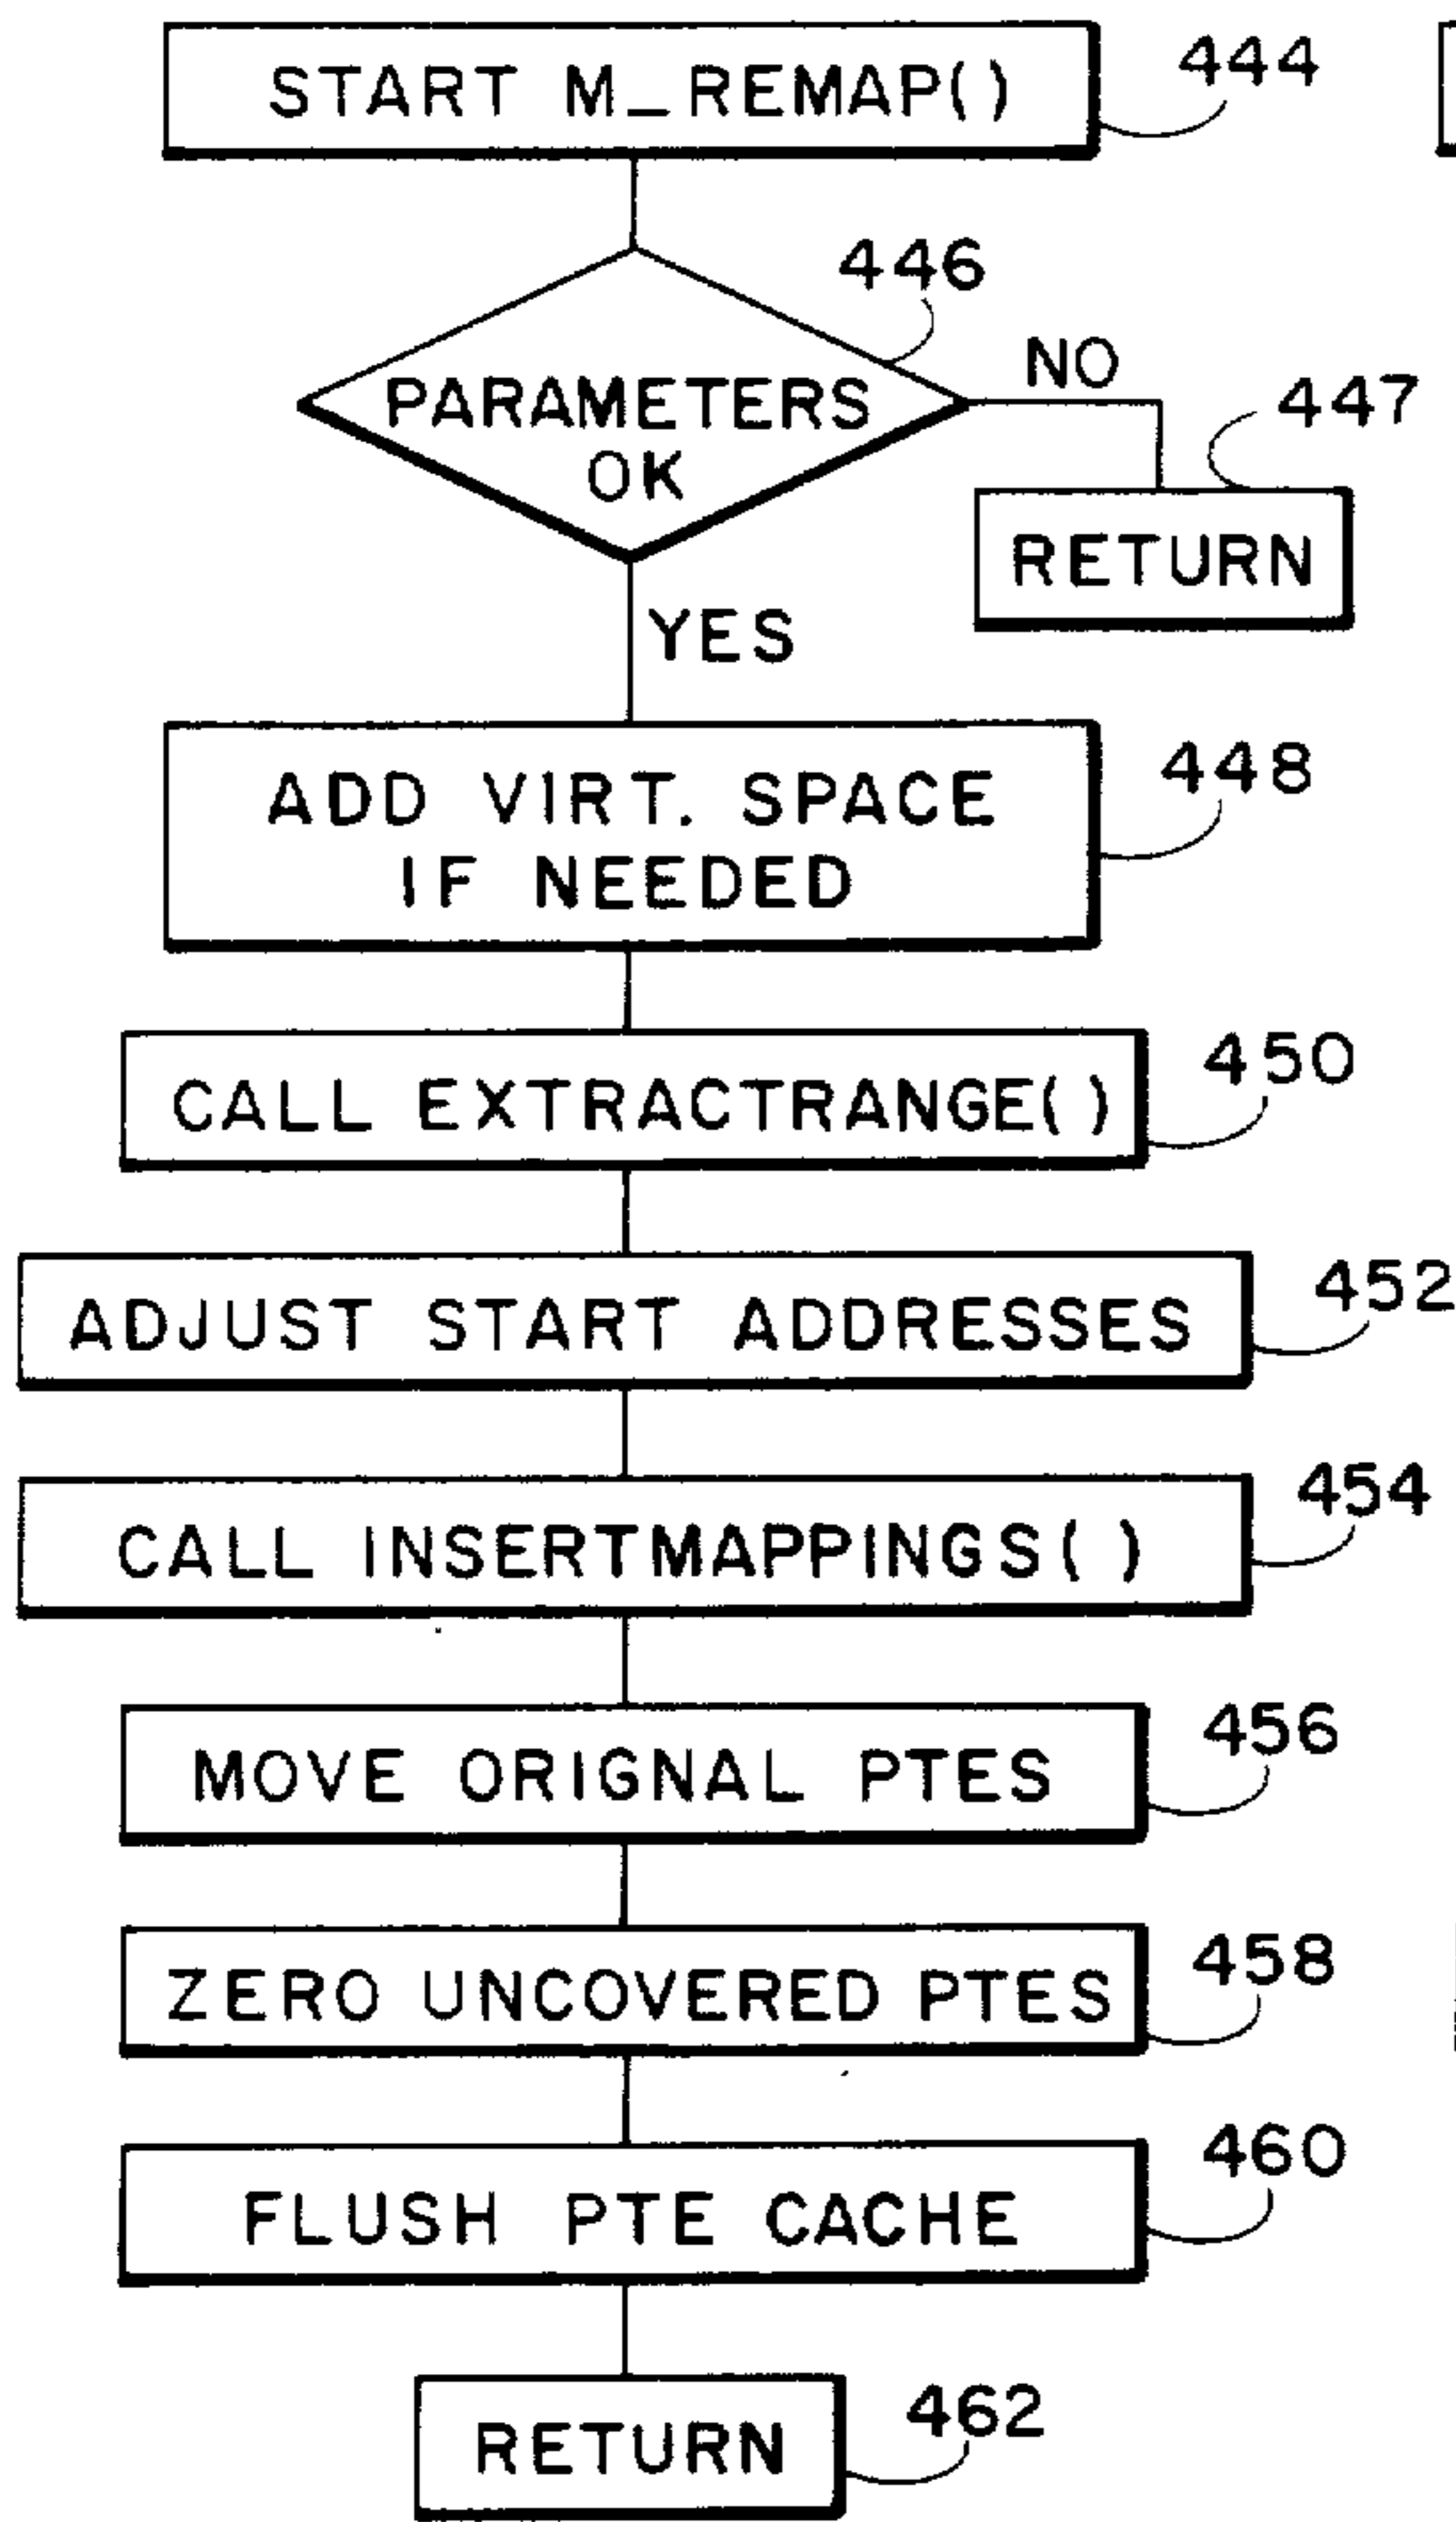 START M_REMAP()
444
446
PARAMETERS
OK
NO
447
RETURN
YES
ADD VIRT. SPACE
IF NEEDED
448
CALL EXTRACTRANGE()
450
ADJUST START ADDRESSES
452
CALL INSERTMAPPINGS()
454
MOVE ORIGNAL PTES
456
ZERO UNCOVERED PTES
458
FLUSH PTE CACHE
460
RETURN
462